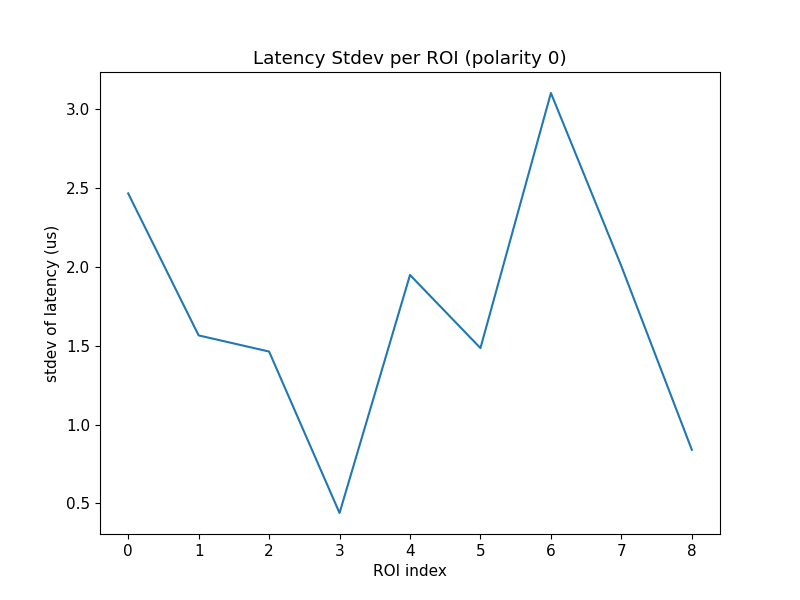 Latency Stdev per ROI (polarity 0)
3.0
2.5
2.0
1.5
1.0
0.5
stdev of latency (us)
0 1 2 3 4 5 6 7 8
ROI index